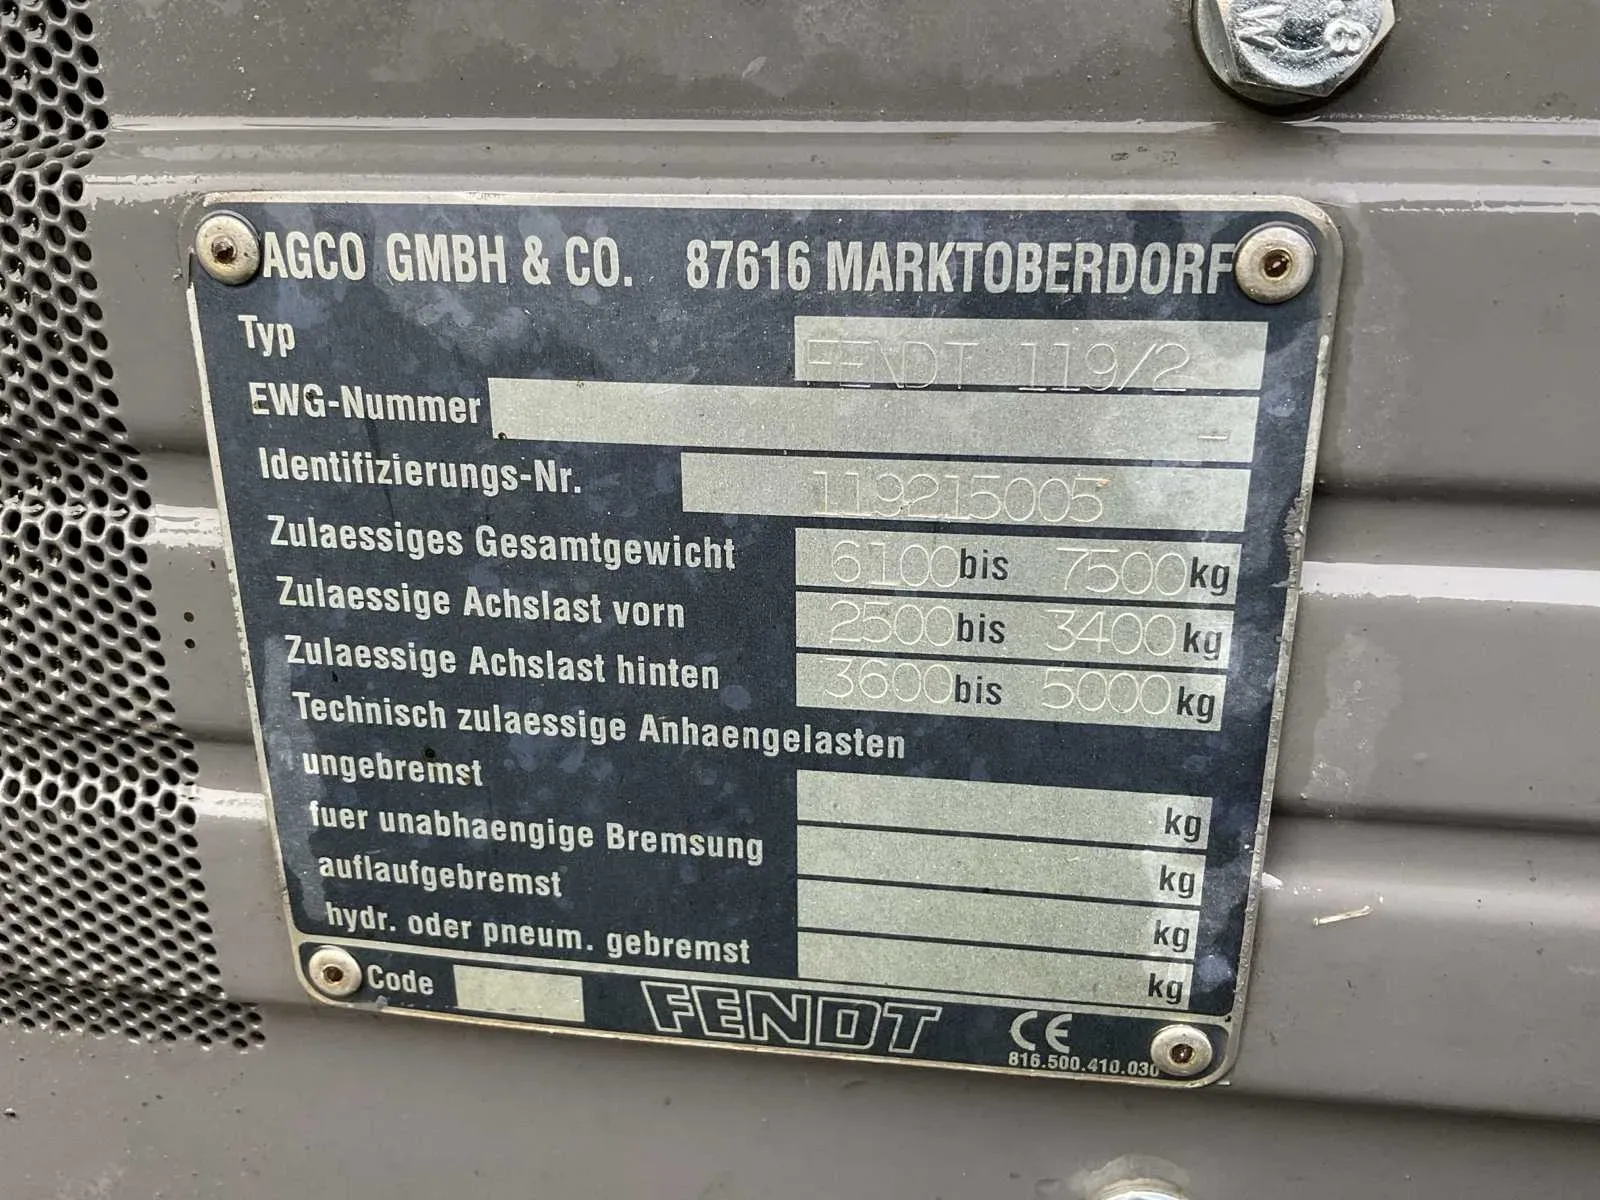 8.8
AGCO GMBH & CO. 87616 MARKTOBERDORF
Typ FENDT 119/2
EWG-Nummer –
Identifizierungs-Nr. 119215005
Zulaessiges Gesamtgewicht 6100 bis 7500 kg
Zulaessige Achslast vorn 2500 bis 3400 kg
Zulaessige Achslast hinten 3600 bis 5000 kg
Technisch zulaessige Anhaengelasten
ungebremst kg
fuer unabhaengige Bremsung kg
auflaufgebremst kg
hydr. oder pneum. gebremst kg
Code FENDT CE
816.500.410.030